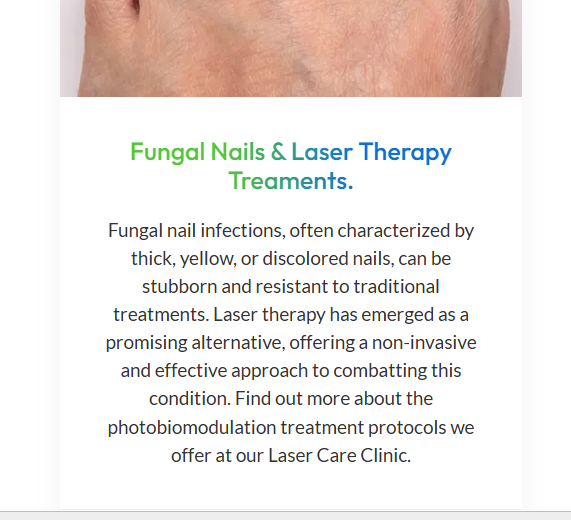 Fungal Nails & Laser Therapy
Treaments.
Fungal nail infections, often characterized by
thick, yellow, or discolored nails, can be
stubborn and resistant to traditional
treatments. Laser therapy has emerged as a
promising alternative, offering a non-invasive
and effective approach to combatting this
condition. Find out more about the
photobiomodulation treatment protocols we
offer at our Laser Care Clinic.